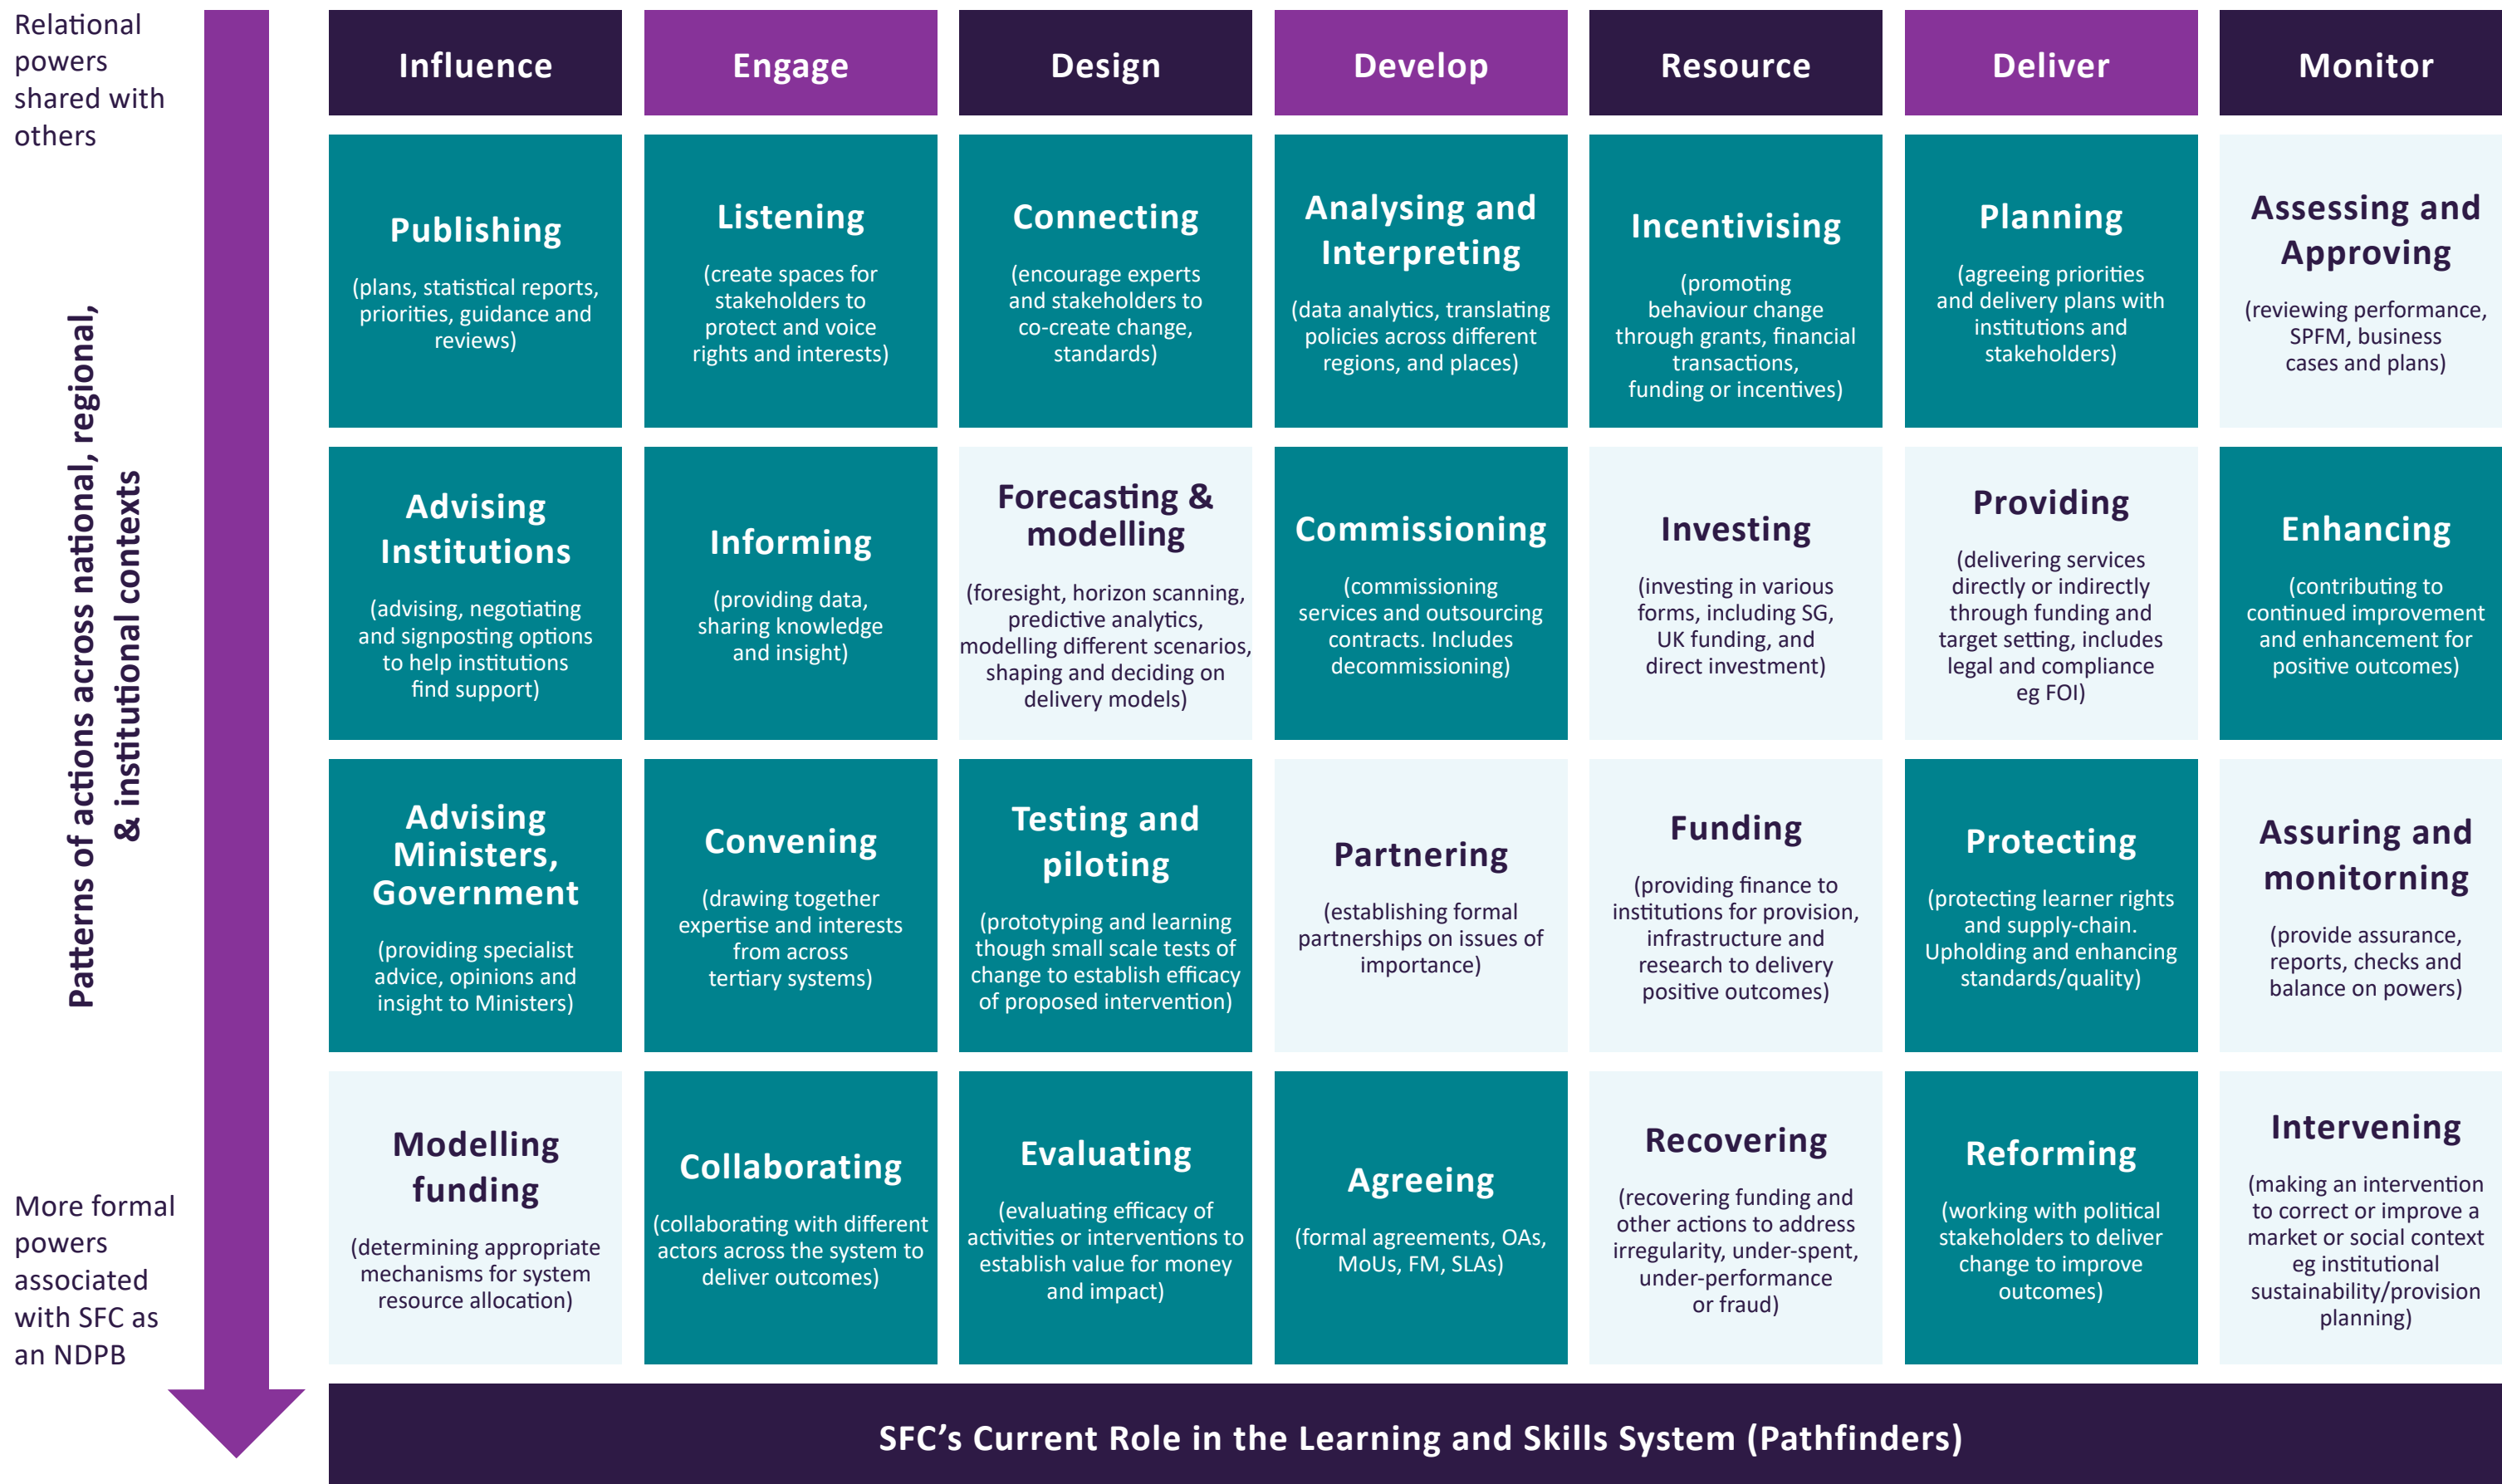 Relational
powers
shared with
others
Patterns of actions across national, regional,
& institutional contexts
More formal
powers
associated
with SFC as
an NDPB
Influence
Engage
Design
Develop
Resource
Deliver
Monitor
Publishing
(plans, statistical reports,
priorities, guidance and
reviews)
Listening
(create spaces for
stakeholders to
protect and voice
rights and interests)
Connecting
(encourage experts
and stakeholders to
co-create change,
standards)
Analysing and
Interpreting
(data analytics, translating
policies across different
regions, and places)
Incentivising
(promoting
behaviour change
through grants, financial
transactions,
funding or incentives)
Planning
(agreeing priorities
and delivery plans with
institutions and
stakeholders)
Assessing and
Approving
(reviewing performance,
SPFM, business
cases and plans)
Advising
Institutions
(advising, negotiating
and signposting options
to help institutions
find support)
Informing
(providing data,
sharing knowledge
and insight)
Forecasting &
modelling
(foresight, horizon scanning,
predictive analytics,
modelling different scenarios,
shaping and deciding on
delivery models)
Commissioning
(commissioning
services and outsourcing
contracts. Includes
decommissioning)
Investing
(investing in various
forms, including SG,
UK funding, and
direct investment)
Providing
(delivering services
directly or indirectly
through funding and
target setting, includes
legal and compliance
eg FOI)
Enhancing
(contributing to
continued improvement
and enhancement for
positive outcomes)
Advising
Ministers,
Government
(providing specialist
advice, opinions and
insight to Ministers)
Convening
(drawing together
expertise and interests
from across
tertiary systems)
Testing and
piloting
(prototyping and learning
though small scale tests of
change to establish efficacy
of proposed intervention)
Partnering
(establishing formal
partnerships on issues of
importance)
Funding
(providing finance to
institutions for provision,
infrastructure and
research to delivery
positive outcomes)
Protecting
(protecting learner rights
and supply-chain.
Upholding and enhancing
standards/quality)
Assuring and
monitorning
(provide assurance,
reports, checks and
balance on powers)
Modelling
funding
(determining appropriate
mechanisms for system
resource allocation)
Collaborating
(collaborating with different
actors across the system to
deliver outcomes)
Evaluating
(evaluating efficacy of
activities or interventions to
establish value for money
and impact)
Agreeing
(formal agreements, OAs,
MoUs, FM, SLAs)
Recovering
(recovering funding and
other actions to address
irregularity, under-spent,
under-performance
or fraud)
Reforming
(working with political
stakeholders to deliver
change to improve
outcomes)
Intervening
(making an intervention
to correct or improve a
market or social context
eg institutional
sustainability/provision
planning)
SFC’s Current Role in the Learning and Skills System (Pathfinders)